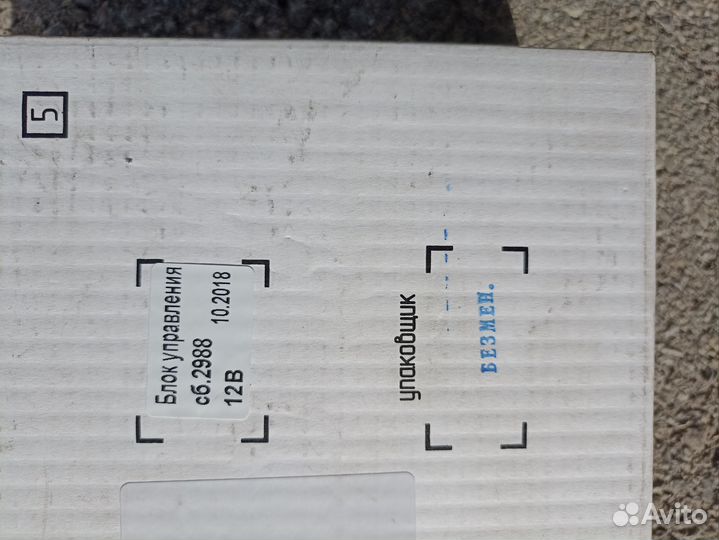 5
Блок управления
сб.2988 10.2018
12В
упаковщик
БЕЗМЕН.
Avito